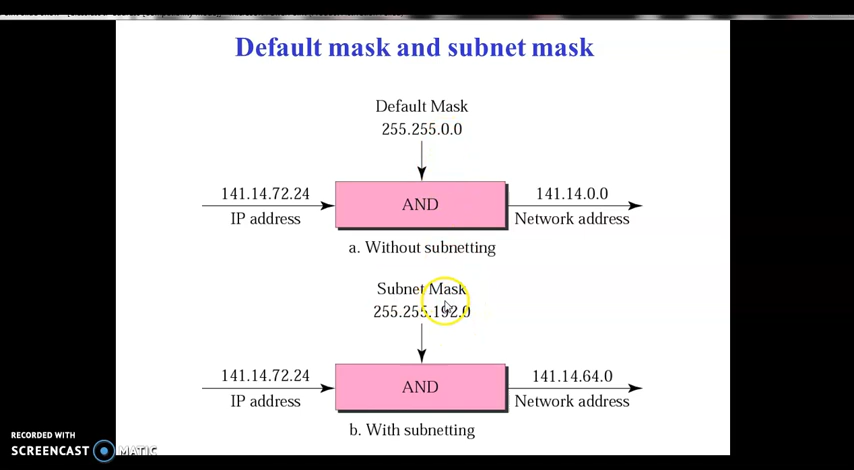 Default mask and subnet mask
Default Mask
255.255.0.0
141.14.72.24
AND
141.14.0.0
IP address
Network address
a. Without subnetting
Subnet Mask
255.255.192.0
141.14.72.24
AND
141.14.64.0
IP address
Network address
b. With subnetting
RECORDED WITH
SCREENCAST MATIC